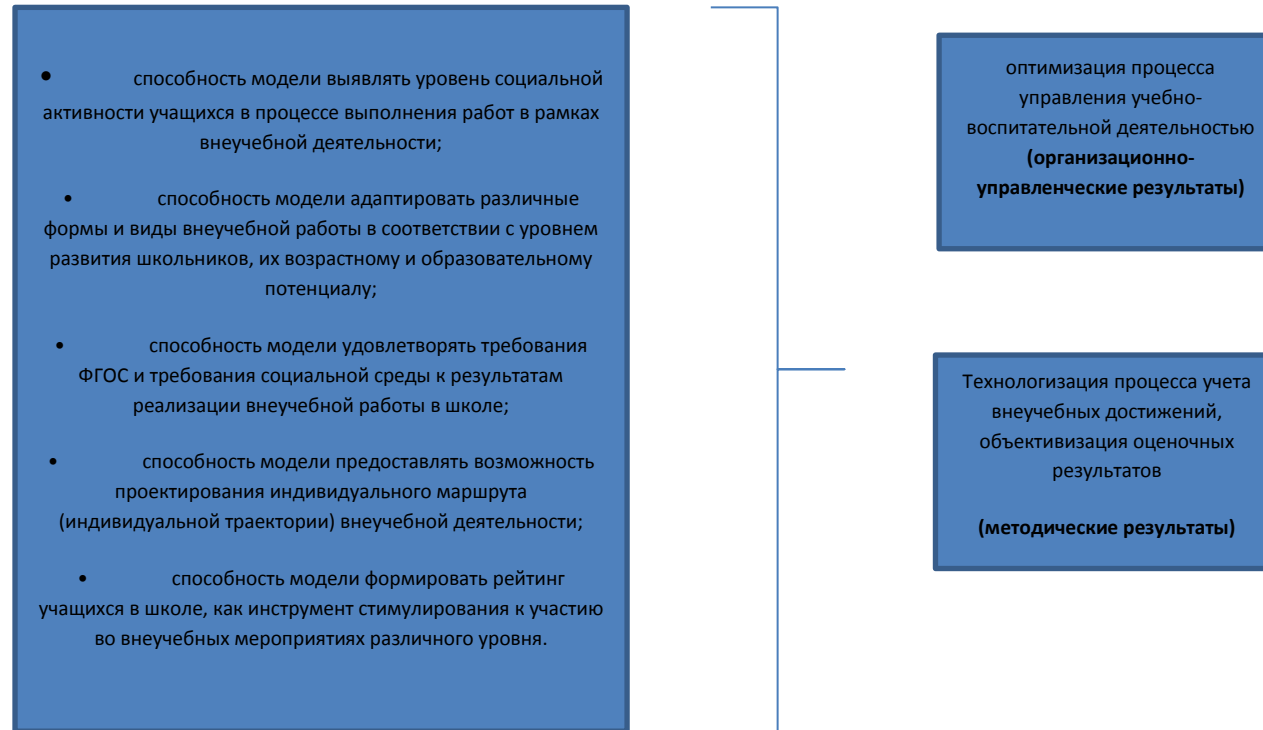 • способность модели выявлять уровень социальной
активности учащихся в процессе выполнения работ в рамках
внеучебной деятельности;
• способность модели адаптировать различные
формы и виды внеучебной работы в соответствии с уровнем
развития школьников, их возрастному и образовательному
потенциалу;
• способность модели удовлетворять требования
ФГОС и требования социальной среды к результатам
реализации внеучебной работы в школе;
• способность модели предоставлять возможность
проектирования индивидуального маршрута
(индивидуальной траектории) внеучебной деятельности;
• способность модели формировать рейтинг
учащихся в школе, как инструмент стимулирования к участию
во внеучебных мероприятиях различного уровня.
оптимизация процесса
управления учебно-
воспитательной деятельностью
(организационно-
управленческие результаты)
Технологизация процесса учета
внеучебных достижений,
объективизация оценочных
результатов
(методические результаты)